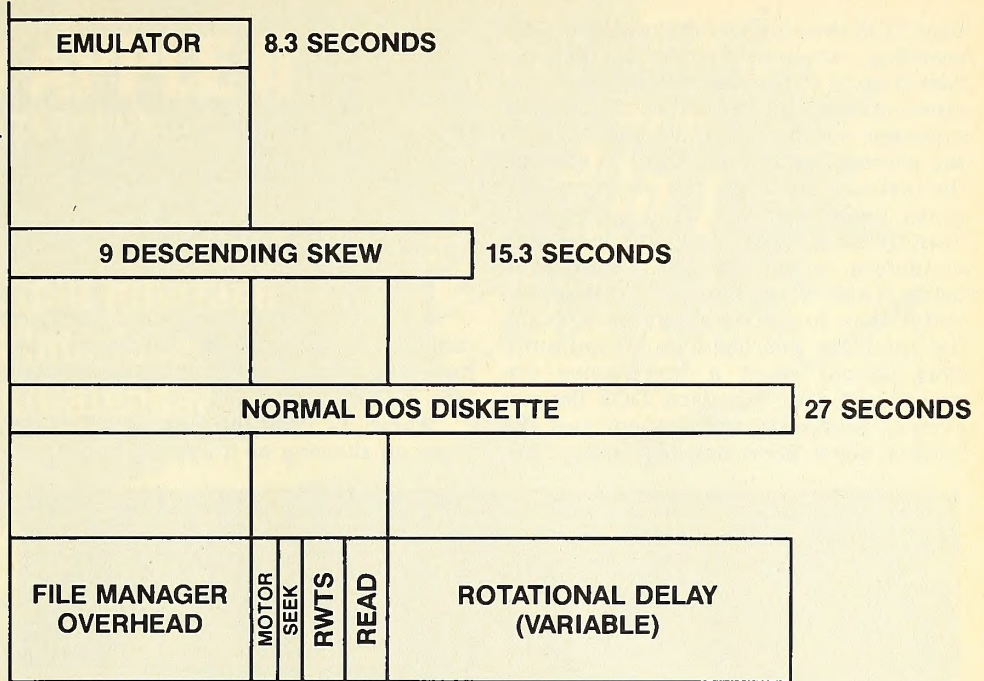 EMULATOR
8.3 SECONDS
9 DESCENDING SKEW
15.3 SECONDS
NORMAL DOS DISKETTE
27 SECONDS
FILE MANAGER
OVERHEAD
MOTOR
SEEK
RWTS
READ
ROTATIONAL DELAY
(VARIABLE)